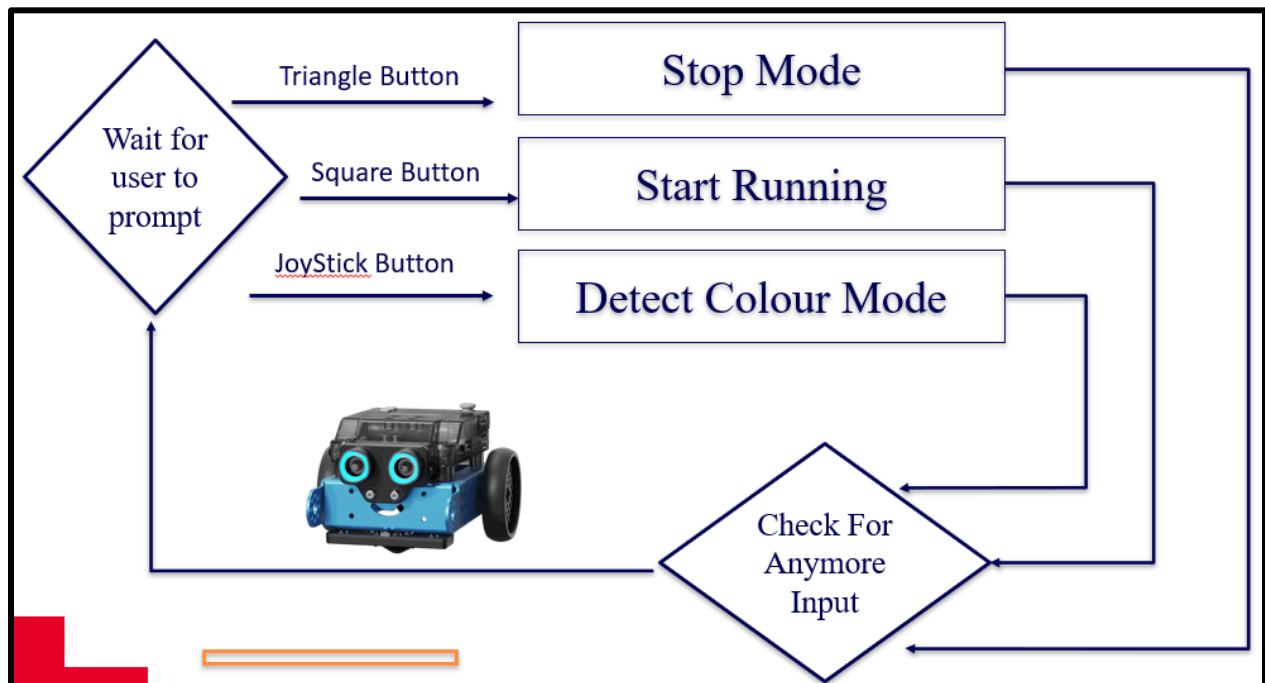 Wait for
user to
prompt
Triangle Button
Stop Mode
Square Button
Start Running
JoyStick Button
Detect Colour Mode
Check For
Anymore
Input